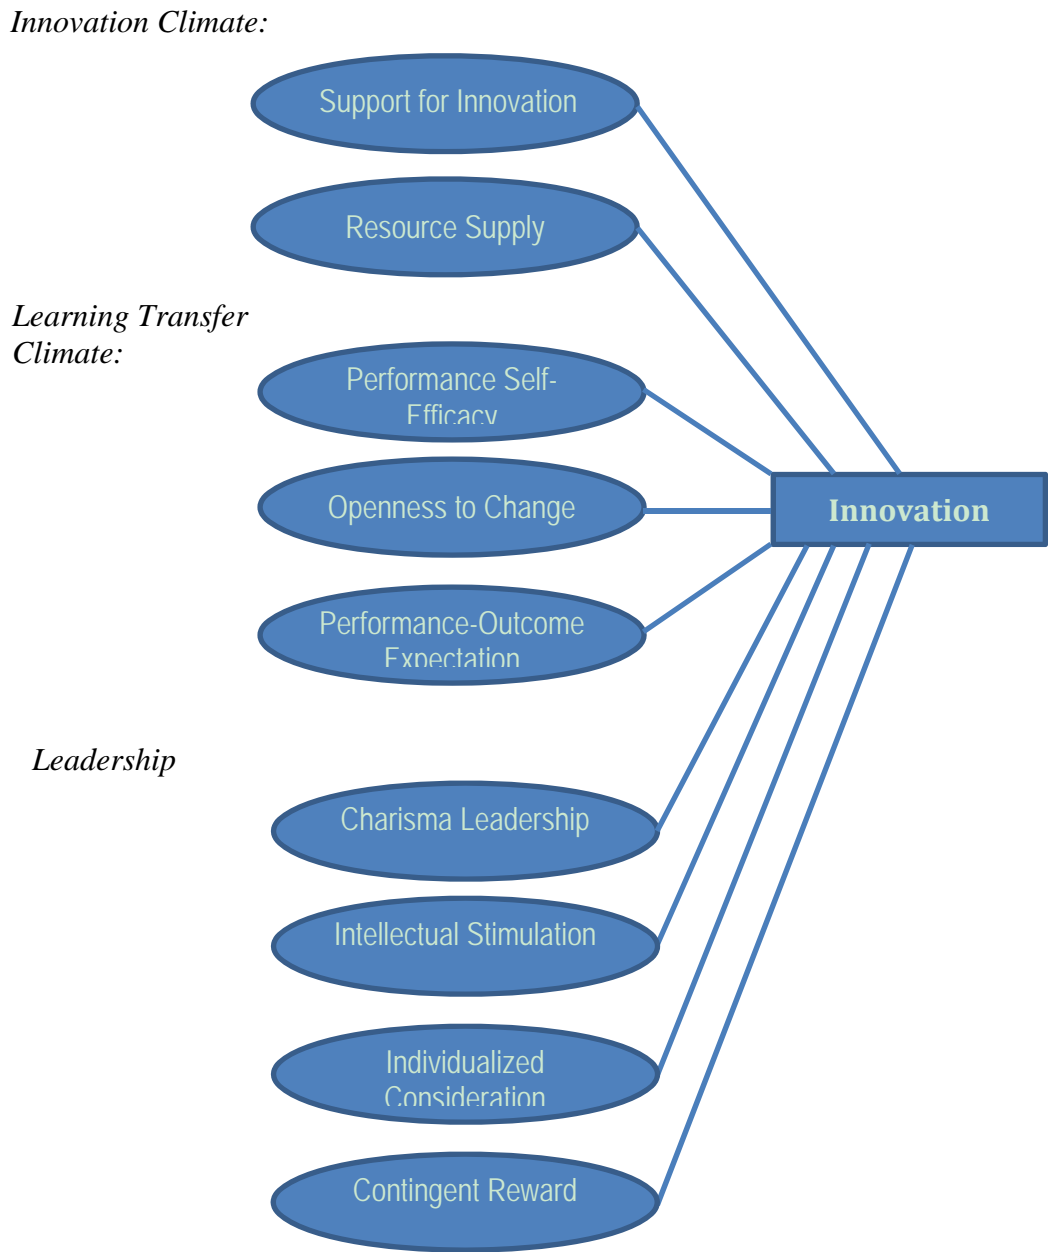 Innovation Climate:
Support for Innovation
Resource Supply
Learning Transfer
Climate:
Performance Self-
Efficacy
Openness to Change
Innovation
Performance-Outcome
Expectation
Leadership
Charisma Leadership
Intellectual Stimulation
Individualized
Consideration
Contingent Reward